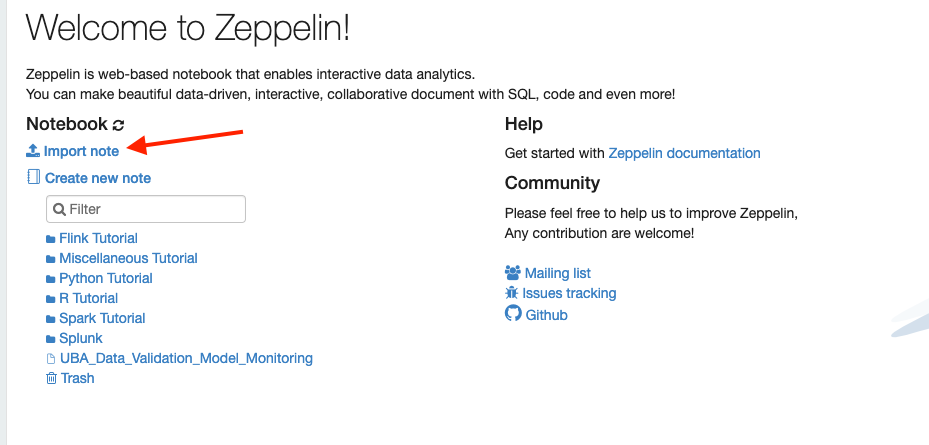 Welcome to Zeppelin!
Zeppelin is web-based notebook that enables interactive data analytics.
You can make beautiful data-driven, interactive, collaborative document with SQL, code and even more!
Notebook
Import note
Create new note
Filter
Flink Tutorial
Miscellaneous Tutorial
Python Tutorial
R Tutorial
Spark Tutorial
Splunk
UBA_Data_Validation_Model_Monitoring
Trash
Help
Get started with Zeppelin documentation
Community
Please feel free to help us to improve Zeppelin,
Any contribution are welcome!
Mailing list
Issues tracking
Github